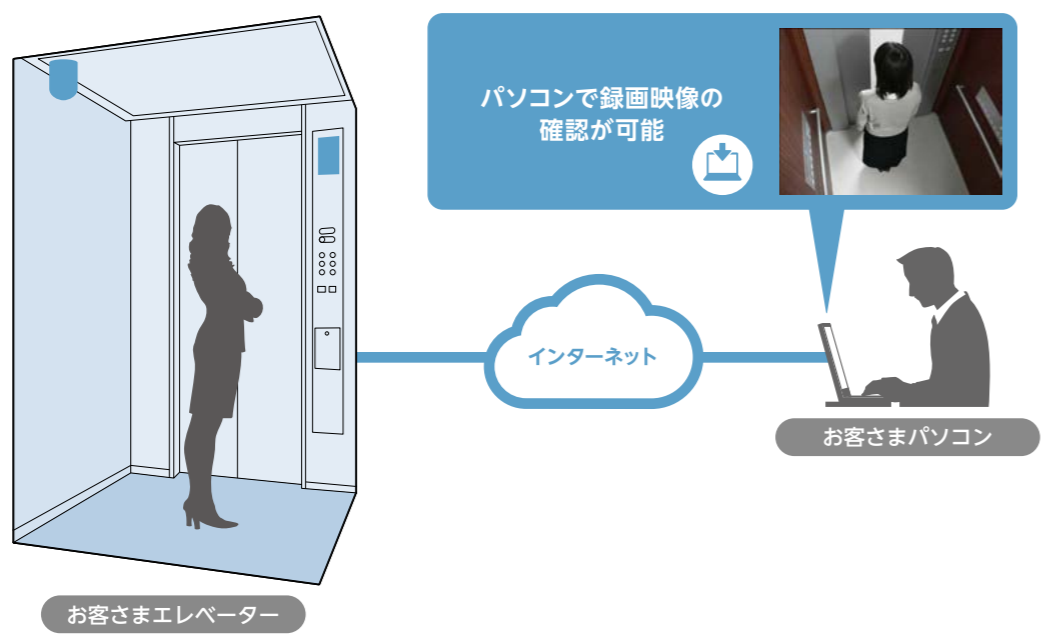 パソコンで録画映像の
確認が可能
インターネット
お客さまパソコン
お客さまエレベーター